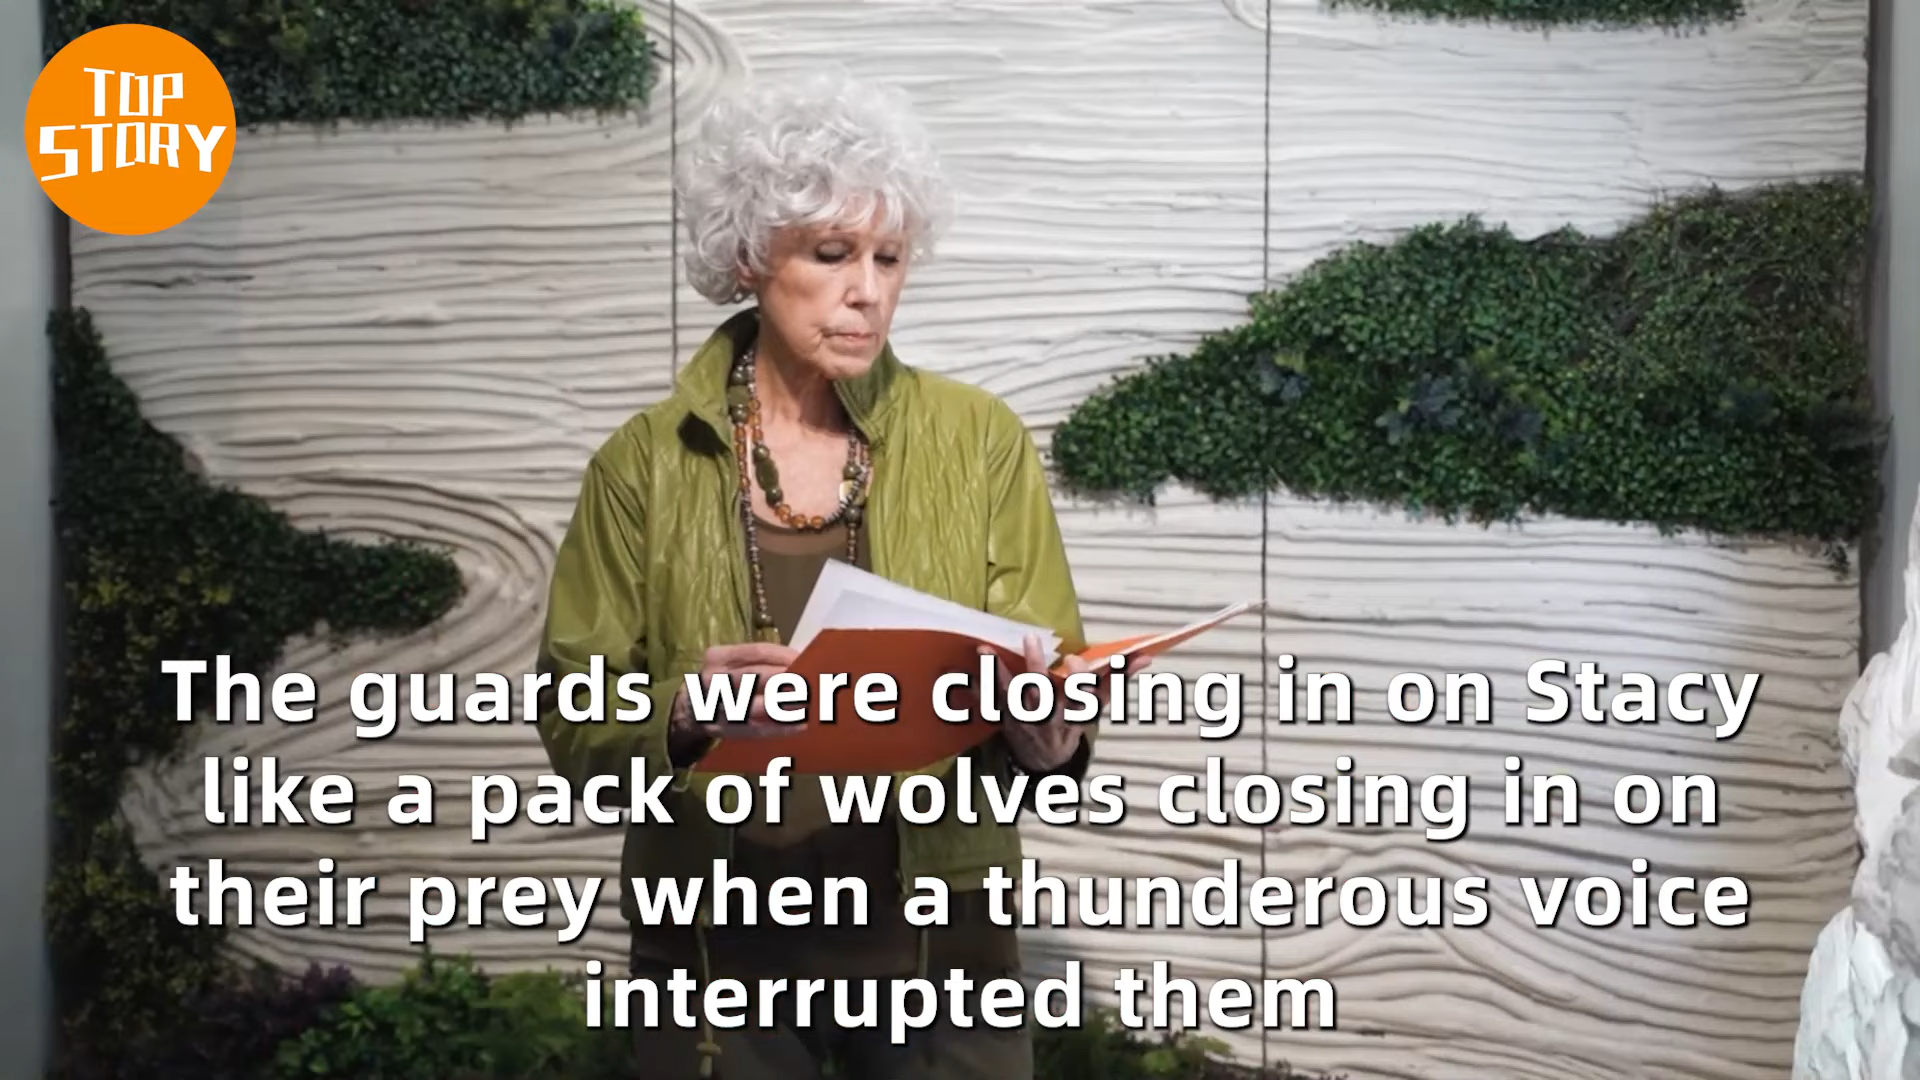 TOP
STORY
The guards were closing in on Stacy
like a pack of wolves closing in on
their prey when a thunderous voice
interrupted them